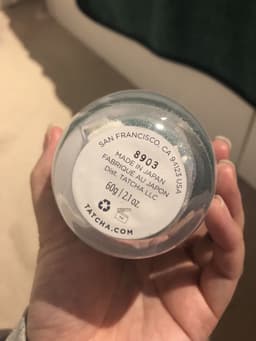 SAN FRANCISCO, CA 94123 USA
8903
MADE IN JAPAN
FABRIQUÉ AU JAPON
Dist. TATCHA LLC
60g / 2.1 oz.
TATCHA.COM